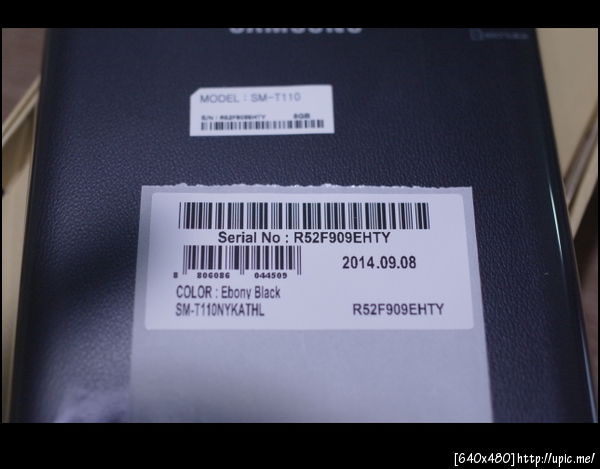 SAMSUNG
MODEL : SM-T110
S/N : R52F909EHTY 8GB
Serial No : R52F909EHTY
8 806086 044509
2014.09.08
COLOR : Ebony Black
SM-T110NYKATHL
R52F909EHTY
[640x480]http://upic.me/